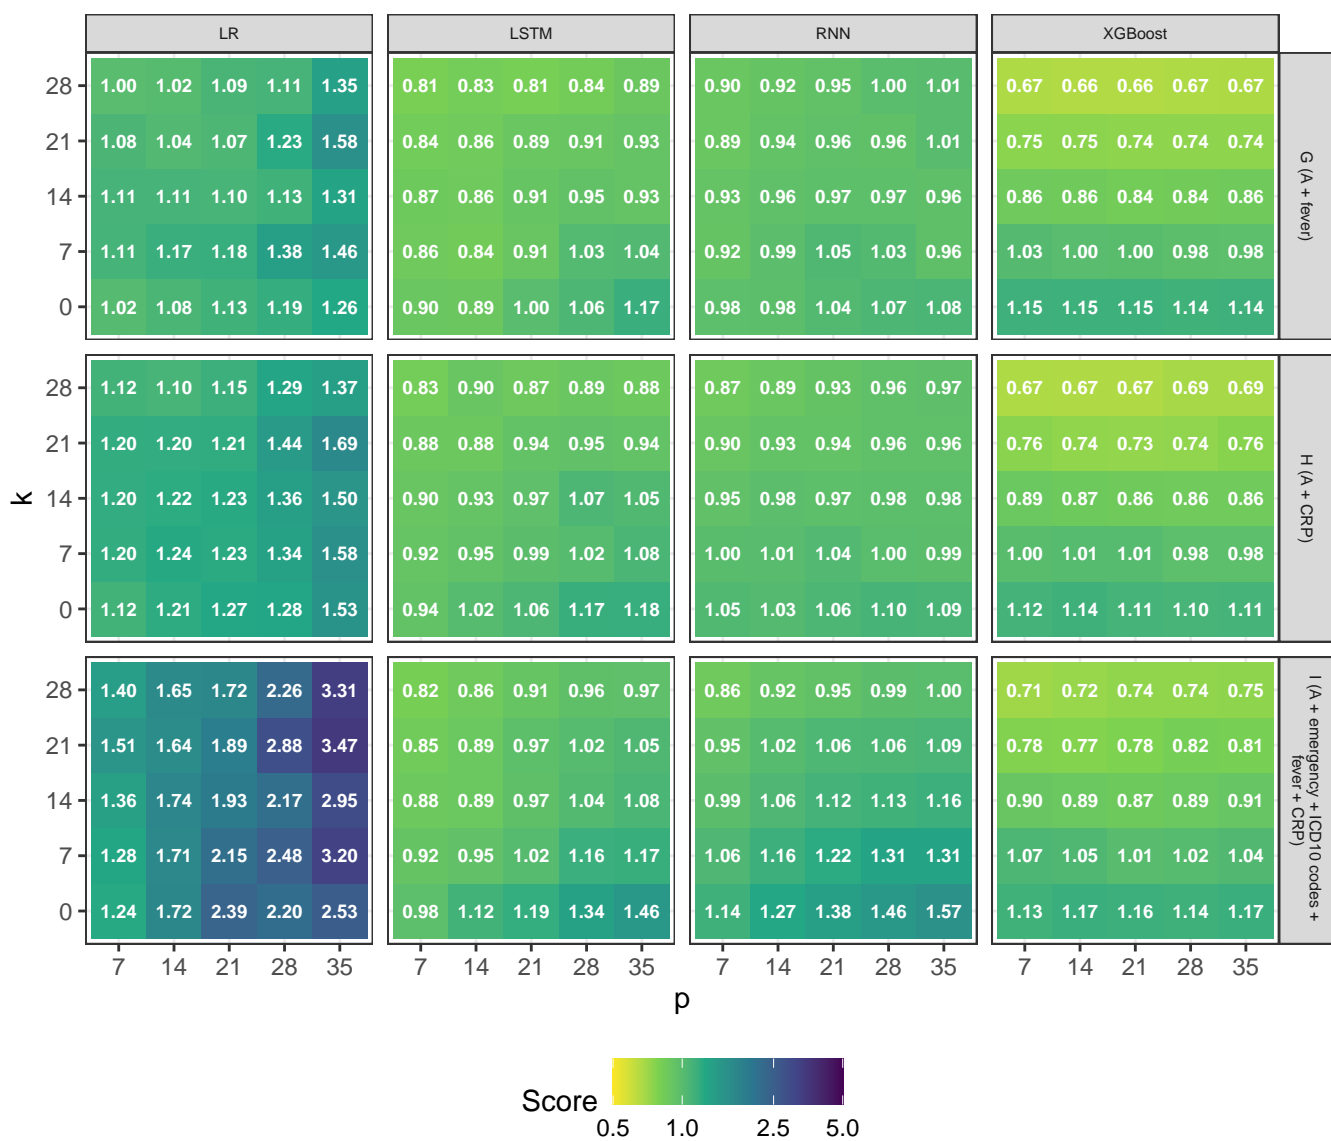 LR LSTM RNN XGBoost
28 1.00 1.02 1.09 1.11 1.35 0.81 0.83 0.81 0.84 0.89 0.90 0.92 0.95 1.00 1.01 0.67 0.66 0.66 0.67 0.67
21 1.08 1.04 1.07 1.23 1.58 0.84 0.86 0.89 0.91 0.93 0.89 0.94 0.96 0.96 1.01 0.75 0.75 0.74 0.74 0.74
14 1.11 1.11 1.10 1.13 1.31 0.87 0.86 0.91 0.95 0.93 0.93 0.96 0.97 0.97 0.96 0.86 0.86 0.84 0.84 0.86
7 1.11 1.17 1.18 1.38 1.46 0.86 0.84 0.91 1.03 1.04 0.92 0.99 1.05 1.03 0.96 1.03 1.00 1.00 0.98 0.98
0 1.02 1.08 1.13 1.19 1.26 0.90 0.89 1.00 1.06 1.17 0.98 0.98 1.04 1.07 1.08 1.15 1.15 1.15 1.14 1.14
G (A + fever)
28 1.12 1.10 1.15 1.29 1.37 0.83 0.90 0.87 0.89 0.88 0.87 0.89 0.93 0.96 0.97 0.67 0.67 0.67 0.69 0.69
21 1.20 1.20 1.21 1.44 1.69 0.88 0.88 0.94 0.95 0.94 0.90 0.93 0.94 0.96 0.96 0.76 0.74 0.73 0.74 0.76
14 1.20 1.22 1.23 1.36 1.50 0.90 0.93 0.97 1.07 1.05 0.95 0.98 0.97 0.98 0.98 0.89 0.87 0.86 0.86 0.86
7 1.20 1.24 1.23 1.34 1.58 0.92 0.95 0.99 1.02 1.08 1.00 1.01 1.04 1.00 0.99 1.00 1.01 1.01 0.98 0.98
0 1.12 1.21 1.27 1.28 1.53 0.94 1.02 1.06 1.17 1.18 1.05 1.03 1.06 1.10 1.09 1.12 1.14 1.11 1.10 1.11
H (A + CRP)
k
28 1.40 1.65 1.72 2.26 3.31 0.82 0.86 0.91 0.96 0.97 0.86 0.92 0.95 0.99 1.00 0.71 0.72 0.74 0.74 0.75
21 1.51 1.64 1.89 2.88 3.47 0.85 0.89 0.97 1.02 1.05 0.95 1.02 1.06 1.06 1.09 0.78 0.77 0.78 0.82 0.81
14 1.36 1.74 1.93 2.17 2.95 0.88 0.89 0.97 1.04 1.08 0.99 1.06 1.12 1.13 1.16 0.90 0.89 0.87 0.89 0.91
7 1.28 1.71 2.15 2.48 3.20 0.92 0.95 1.02 1.16 1.17 1.06 1.16 1.22 1.31 1.31 1.07 1.05 1.01 1.02 1.04
0 1.24 1.72 2.39 2.20 2.53 0.98 1.12 1.19 1.34 1.46 1.14 1.27 1.38 1.46 1.57 1.13 1.17 1.16 1.14 1.17
I (A + emergency + ICD10 codes +
fever + CRP)
7 14 21 28 35 7 14 21 28 35 7 14 21 28 35 7 14 21 28 35
p
Score
0.5 1.0 2.5 5.0